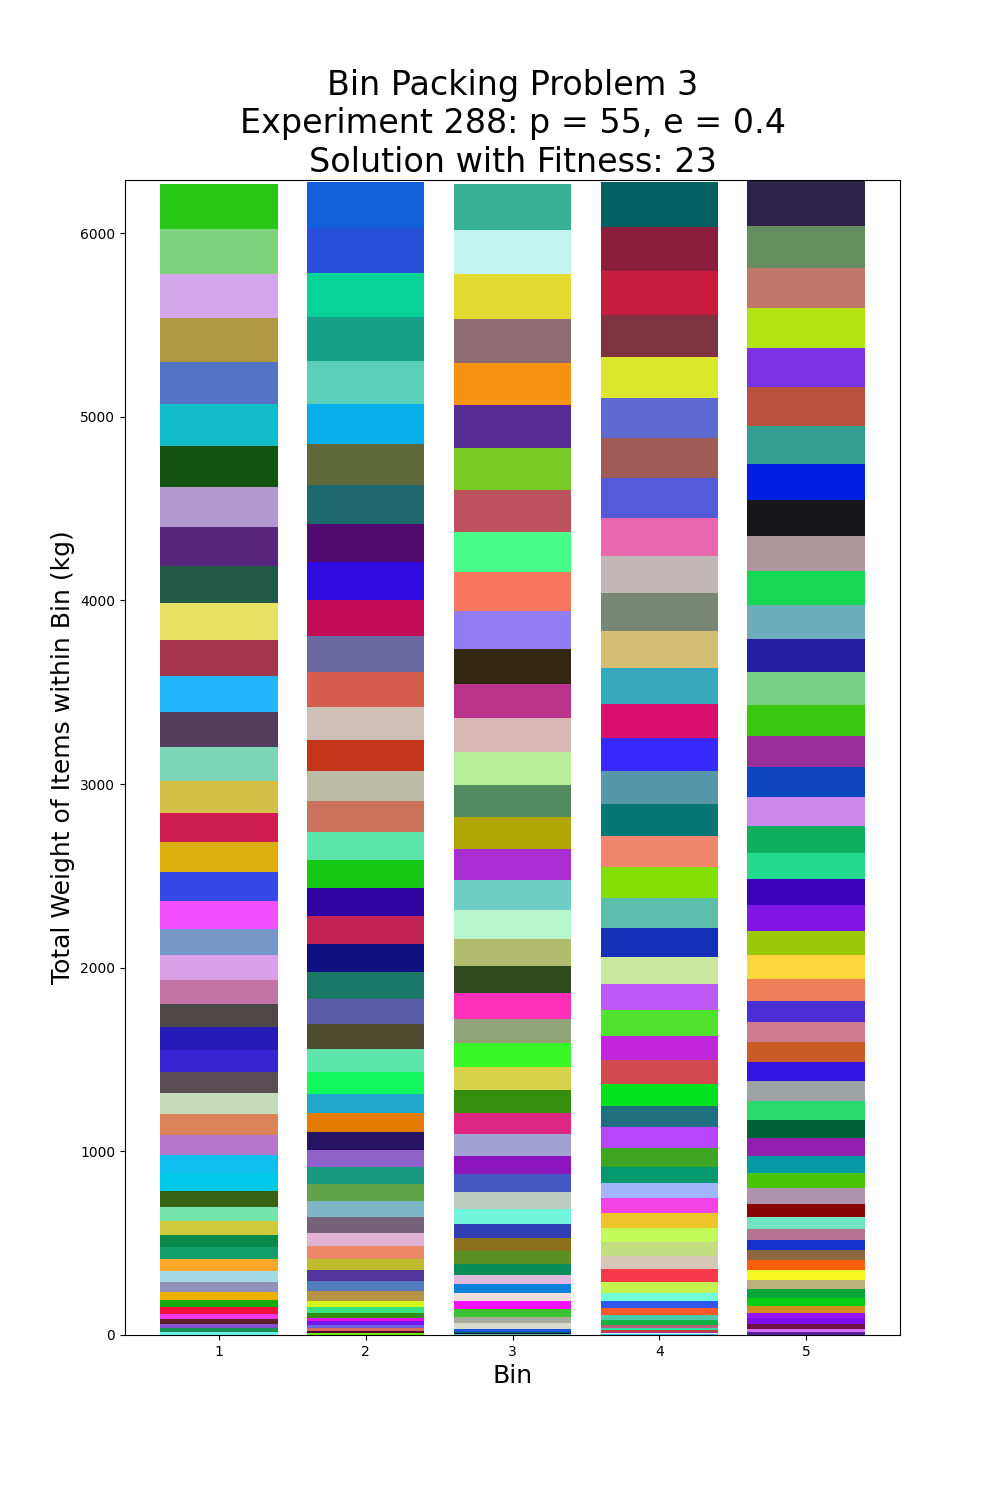 Bin Packing Problem 3
Experiment 288: p = 55, e = 0.4
Solution with Fitness: 23
Total Weight of Items within Bin (kg)
6000
5000
4000
3000
2000
1000
0
1 2 3 4 5
Bin